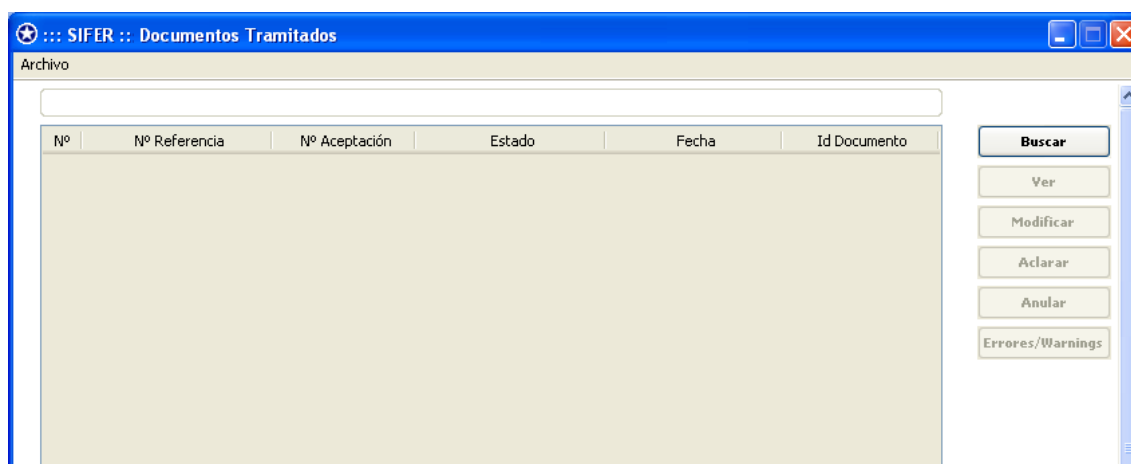 ::: SIFER :: Documentos Tramitados
Archivo
Nº Nº Referencia Nº Aceptación Estado Fecha Id Documento
Buscar
Ver
Modificar
Aclarar
Anular
Errores/Warnings